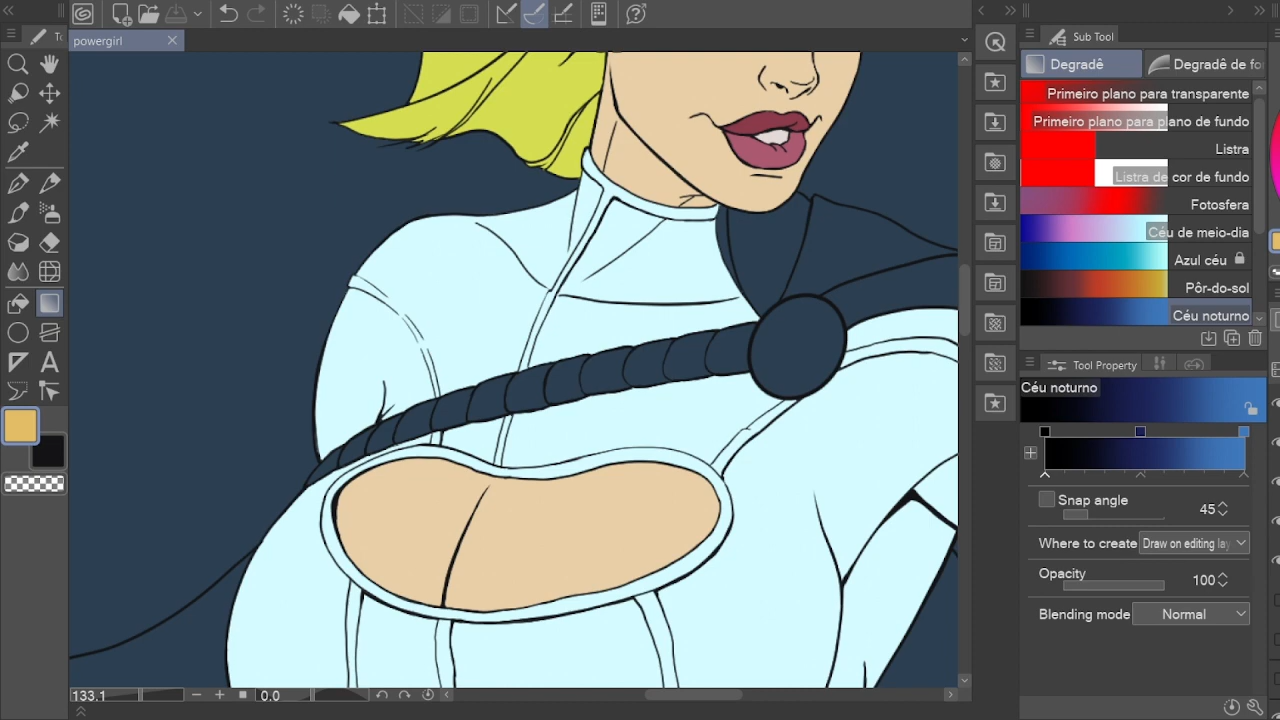 To
powergirl
Sub Tool
Degradê
Degradê de fo
Primeiro plano para transparente
Primeiro plano para plano de fundo
Listra
Listra de cor de fundo
Fotosfera
Céu de meio-dia
Azul céu
Pôr-do-sol
Céu noturno
Tool Property
Céu noturno
Snap angle
45
Where to create
Draw on editing lay
Opacity
100
Blending mode
Normal
133.1
0.0